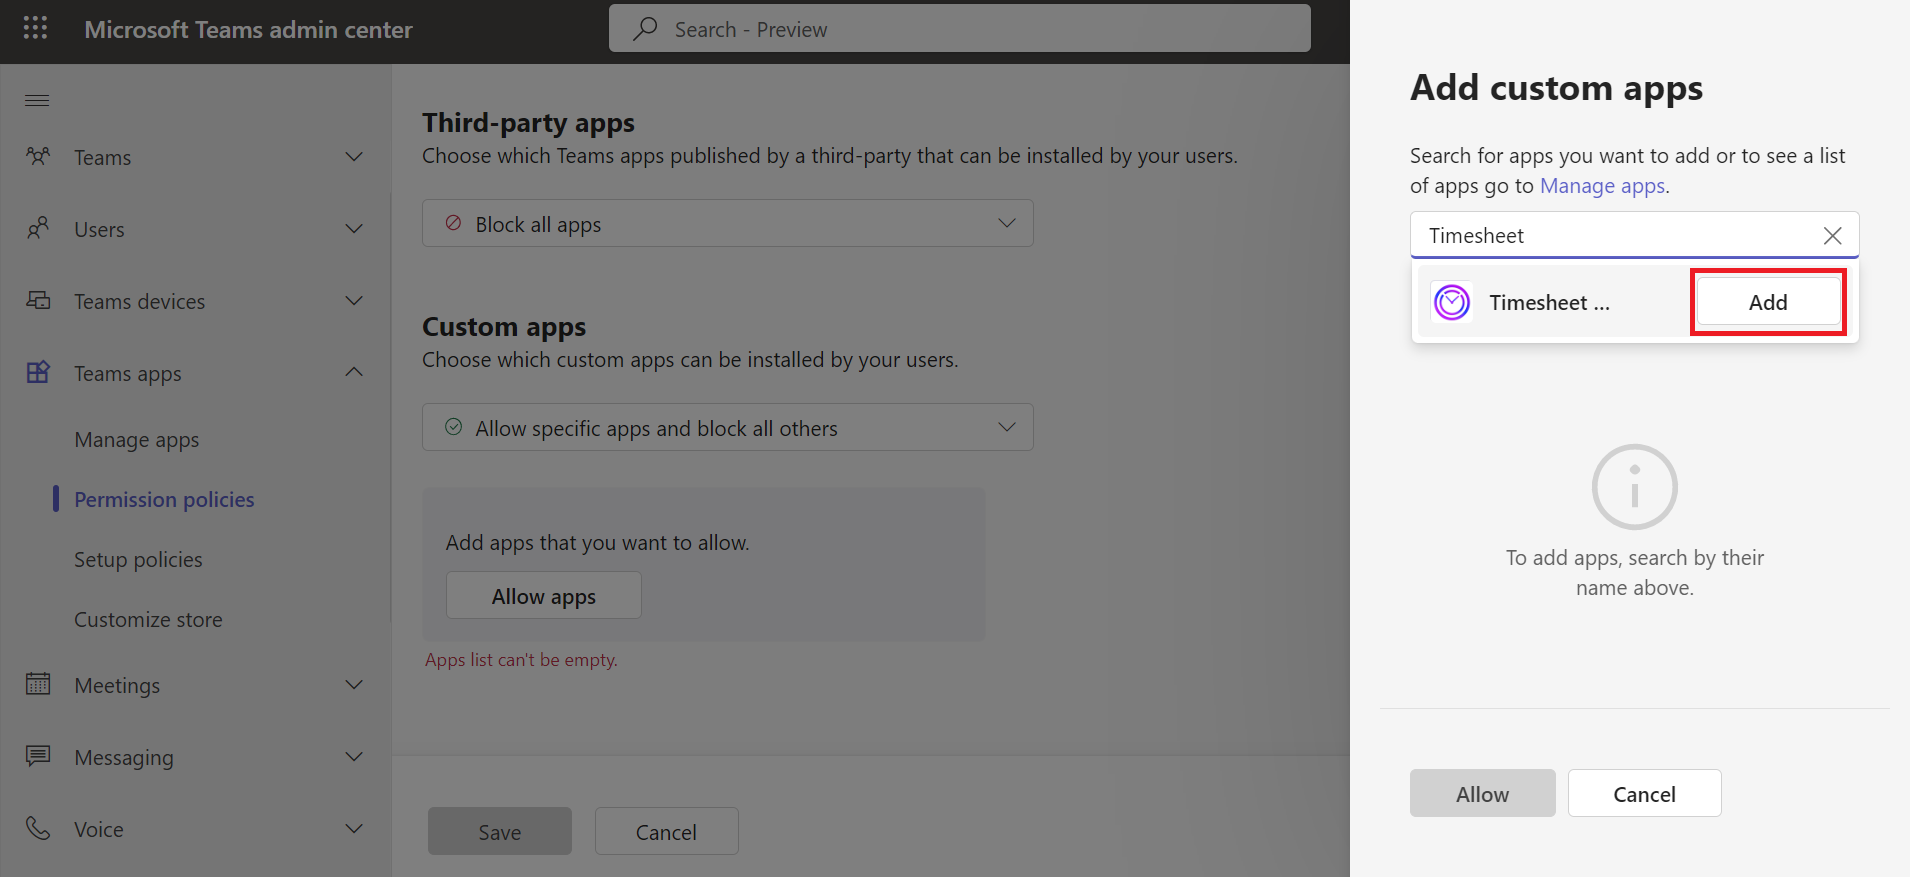 Microsoft Teams admin center
Search - Preview
Teams
Users
Teams devices
Teams apps
Manage apps
Permission policies
Setup policies
Customize store
Meetings
Messaging
Voice
Third-party apps
Choose which Teams apps published by a third-party that can be installed by your users.
Block all apps
Custom apps
Choose which custom apps can be installed by your users.
Allow specific apps and block all others
Add apps that you want to allow.
Allow apps
Apps list can't be empty.
Save
Cancel
Add custom apps
Search for apps you want to add or to see a list
of apps go to Manage apps.
Timesheet
Timesheet ...
Add
To add apps, search by their
name above.
Allow
Cancel